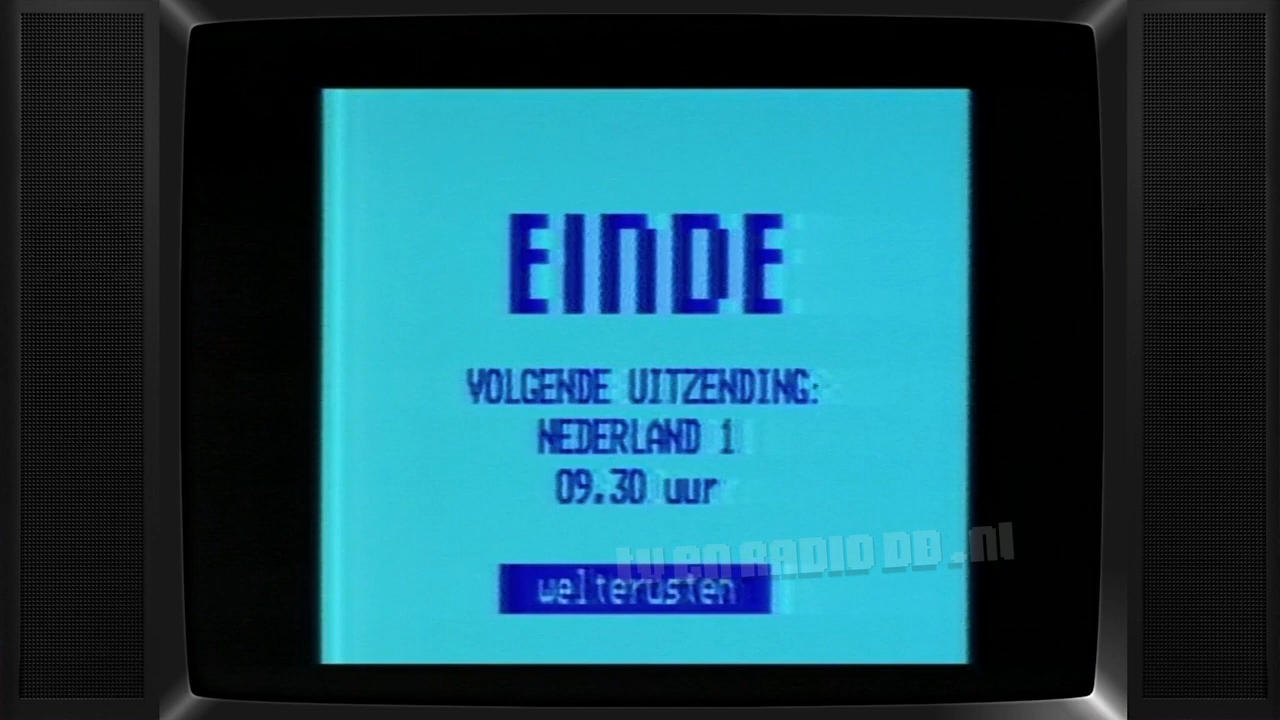 EINDE
VOLGENDE UITZENDING:
NEDERLAND 1
09.30 uur
tv en RADIO DB.nl
welterusten